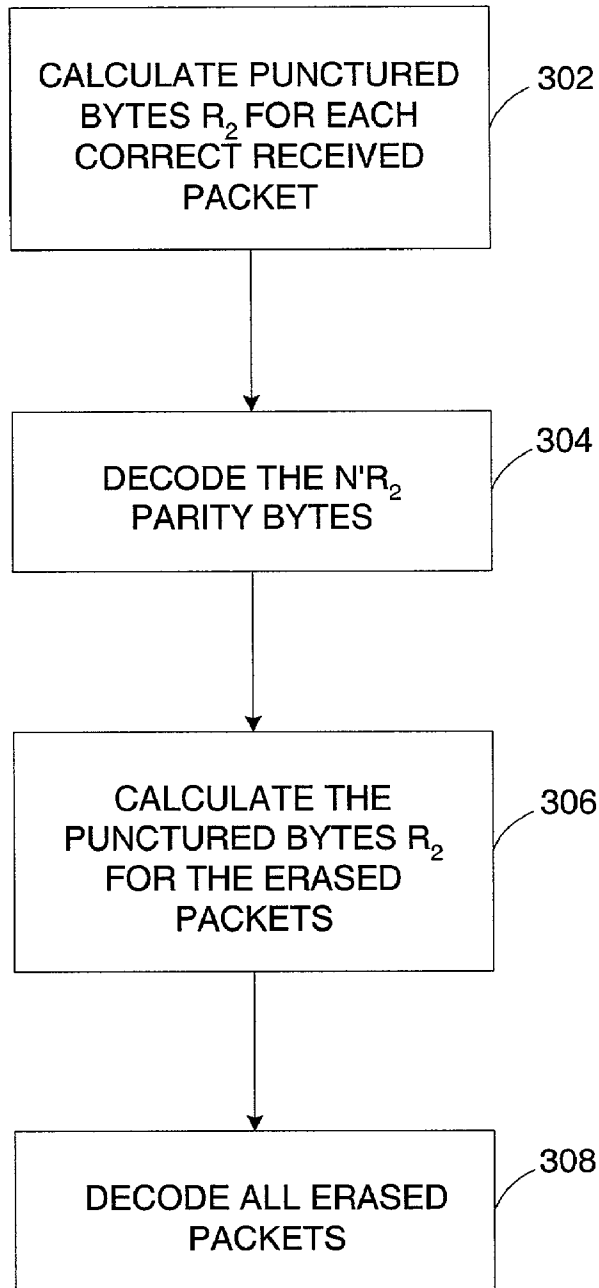 CALCULATE PUNCTURED
BYTES R₂ FOR EACH
CORRECT RECEIVED
PACKET
302
DECODE THE N'R₂
PARITY BYTES
304
CALCULATE THE
PUNCTURED BYTES R₂
FOR THE ERASED
PACKETS
306
DECODE ALL ERASED
PACKETS
308